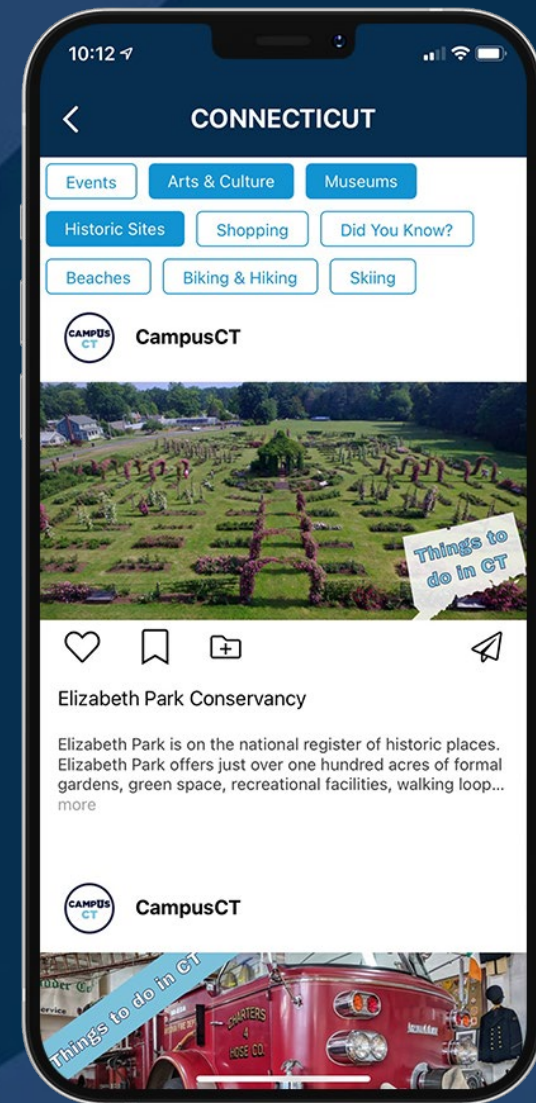 10:12
CONNECTICUT
Events Arts & Culture Museums
Historic Sites Shopping Did You Know?
Beaches Biking & Hiking Skiing
CAMPUS
CT
CampusCT
Things to
do in CT
Elizabeth Park Conservancy
Elizabeth Park is on the national register of historic places.
Elizabeth Park offers just over one hundred acres of formal
gardens, green space, recreational facilities, walking loop...
more
CAMPUS
CT
CampusCT
Things to do in CT
CHARTERS
4
HOSE CO.